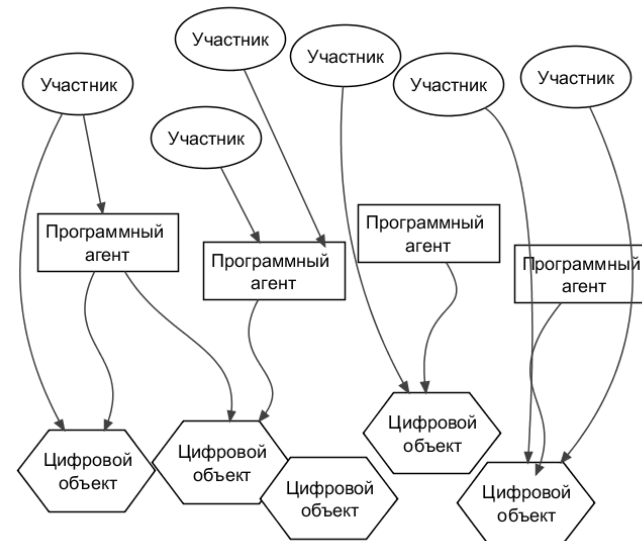 Участник
Участник
Участник
Участник
Участник
Участник
Программный
агент
Программный
агент
Программный
агент
Программный
агент
Цифровой
объект
Цифровой
объект
Цифровой
объект
Цифровой
объект
Цифровой
объект